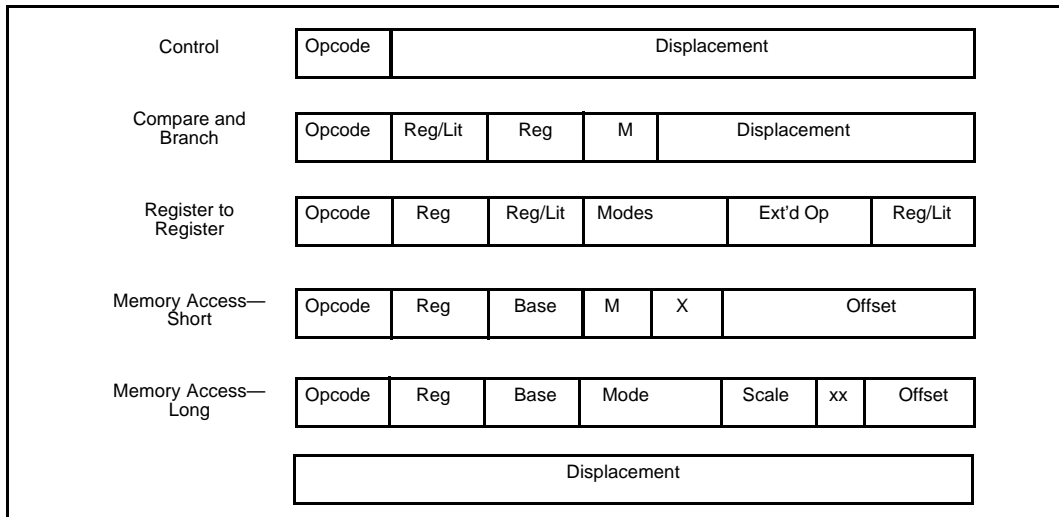 Control
Opcode Displacement
Compare and
Branch
Opcode Reg/Lit Reg M Displacement
Register to
Register
Opcode Reg Reg/Lit Modes Ext'd Op Reg/Lit
Memory Access—
Short
Opcode Reg Base M X Offset
Memory Access—
Long
Opcode Reg Base Mode Scale xx Offset
Displacement